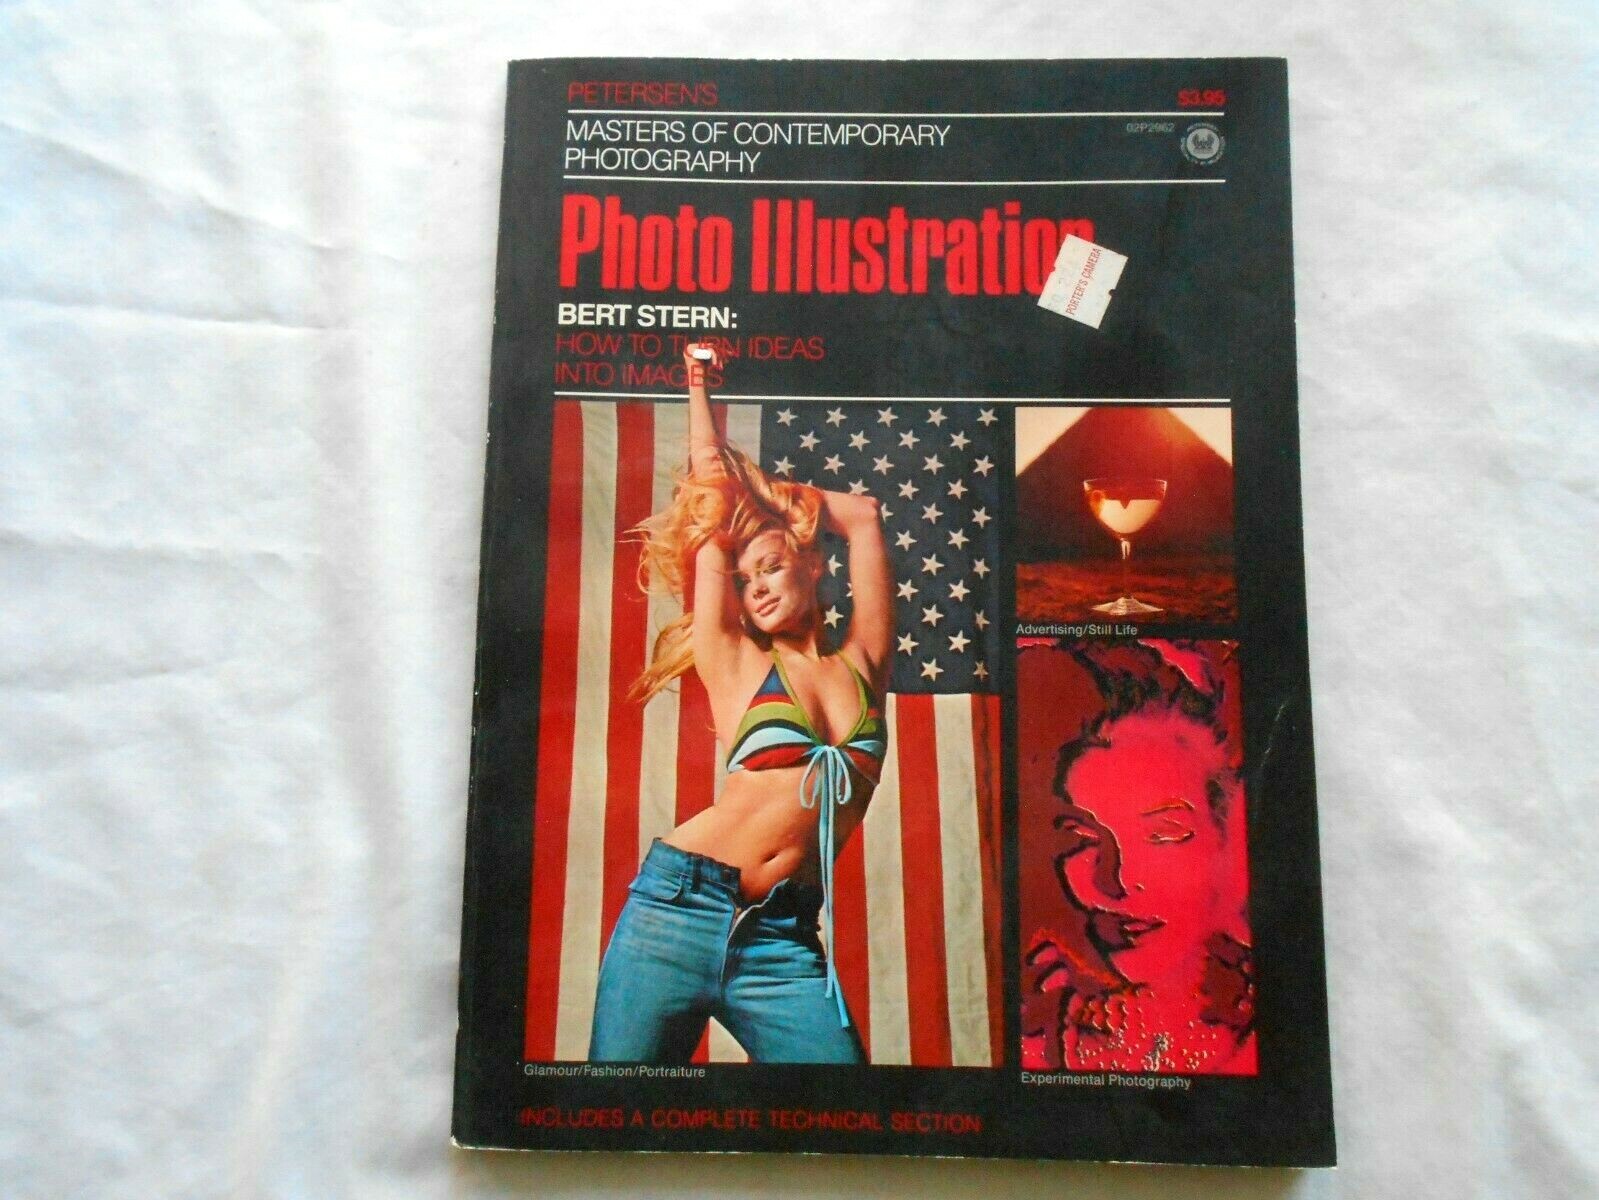 PETERSEN'S
$3.95
MASTERS OF CONTEMPORARY
PHOTOGRAPHY
02P2962
Photo Illustration
PORTER'S CAMERA
BERT STERN:
HOW TO TURN IDEAS
INTO IMAGES
Advertising/Still Life
Glamour/Fashion/Portraiture
Experimental Photography
INCLUDES A COMPLETE TECHNICAL SECTION